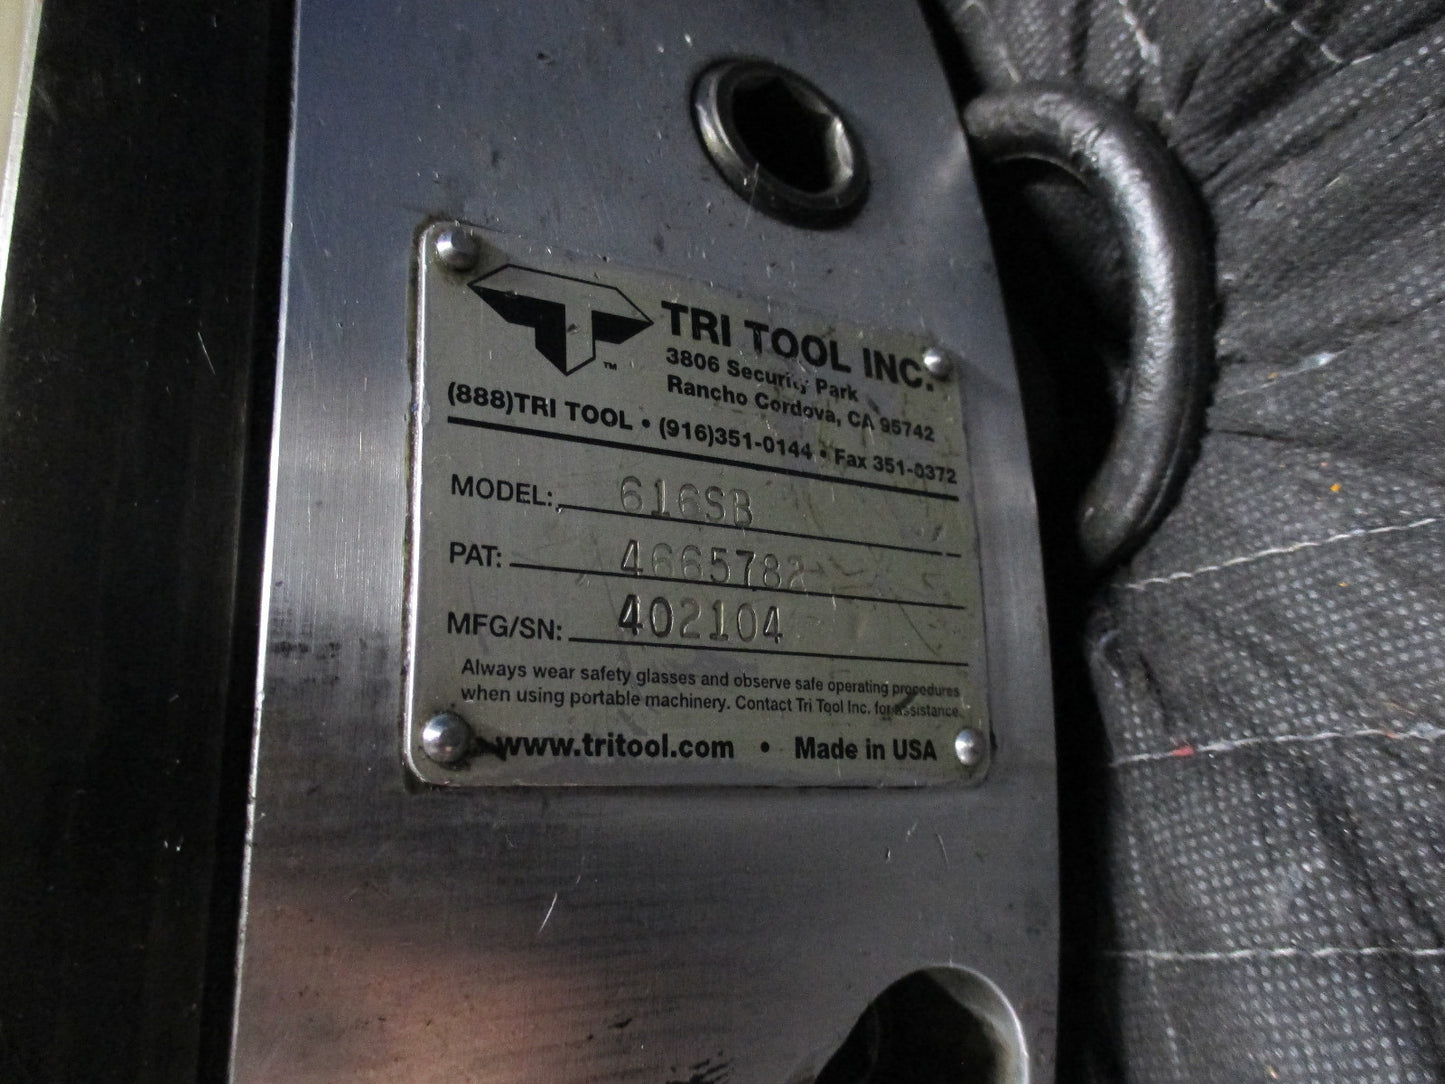 TRI TOOL INC.
3806 Security Park
Rancho Cordova, CA 95742
(888)TRI TOOL • (916)351-0144 • Fax 351-0372
MODEL: 616SB
PAT: 4665782
MFG/SN: 402104
Always wear safety glasses and observe safe operating procedures
when using portable machinery. Contact Tri Tool Inc. for assistance.
www.tritool.com • Made in USA
T
TM